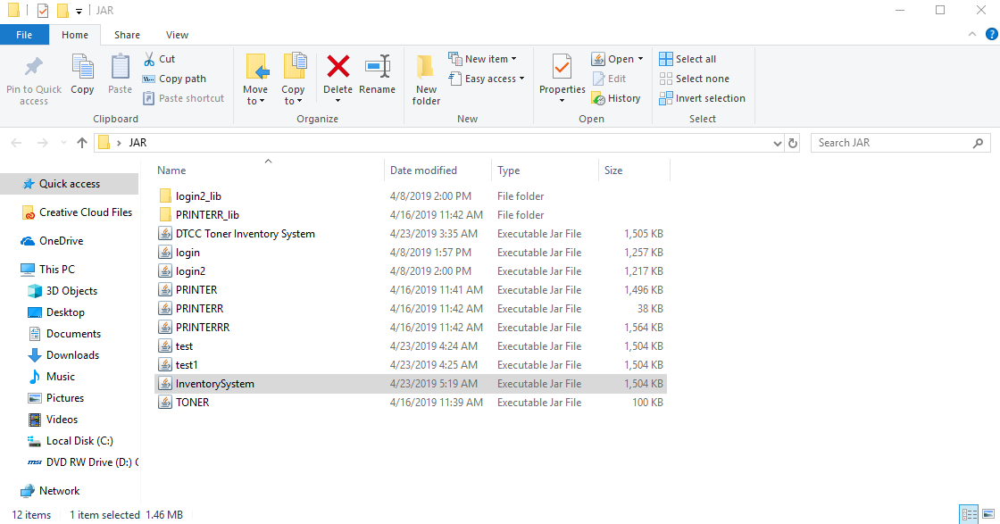 JAR
File Home Share View
Pin to Quick access
Copy
Paste
Cut
Copy path
Paste shortcut
Clipboard
Move to
Copy to
Delete
Rename
Organize
New folder
New item
Easy access
New
Properties
Open
Edit
History
Open
Select all
Select none
Invert selection
Select
JAR
Search JAR
Name Date modified Type Size
Quick access
Creative Cloud Files
OneDrive
This PC
3D Objects
Desktop
Documents
Downloads
Music
Pictures
Videos
Local Disk (C:)
msi DVD RW Drive (D:)
Network
login2_lib 4/8/2019 2:00 PM File folder
PRINTERR_lib 4/16/2019 11:42 AM File folder
DTCC Toner Inventory System 4/23/2019 3:35 AM Executable Jar File 1,505 KB
login 4/8/2019 1:57 PM Executable Jar File 1,257 KB
login2 4/8/2019 2:00 PM Executable Jar File 1,217 KB
PRINTER 4/16/2019 11:41 AM Executable Jar File 1,496 KB
PRINTERR 4/16/2019 11:42 AM Executable Jar File 38 KB
PRINTERRR 4/16/2019 11:42 AM Executable Jar File 1,564 KB
test 4/23/2019 4:24 AM Executable Jar File 1,504 KB
test1 4/23/2019 4:25 AM Executable Jar File 1,504 KB
InventorySystem 4/23/2019 5:19 AM Executable Jar File 1,504 KB
TONER 4/16/2019 11:39 AM Executable Jar File 100 KB
12 items 1 item selected 1.46 MB